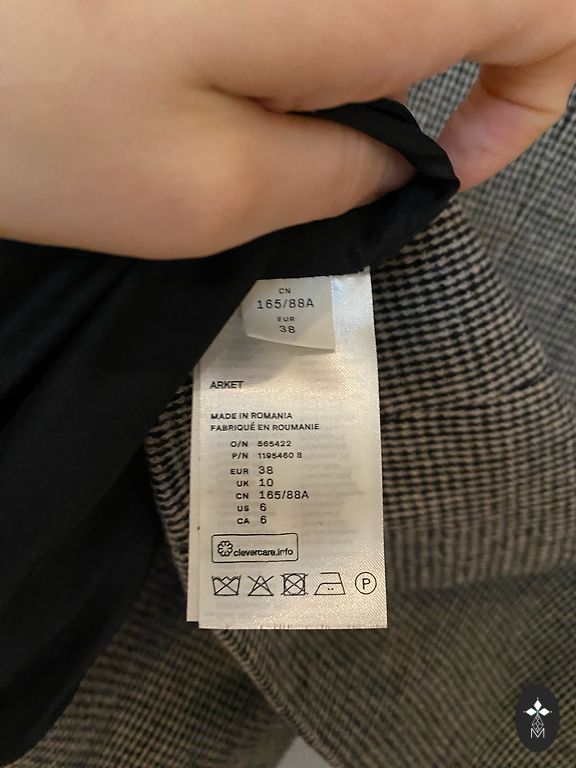 CN
165/88A
EUR
38
ARKET
MADE IN ROMANIA
FABRIQUÉ EN ROUMANIE
O/N 565422
P/N 1195460 8
EUR 38
UK 10
CN 165/88A
US 6
CA 6
clevercare.info
P
M